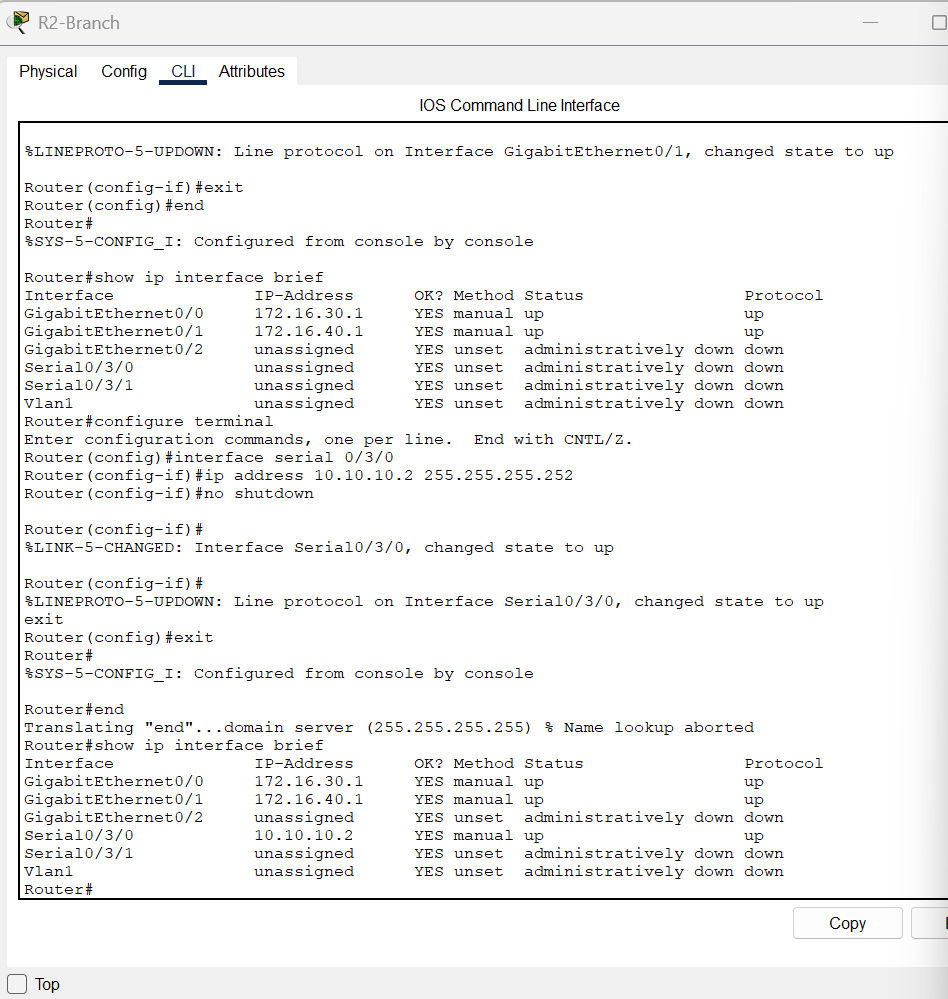 R2-Branch
Physical Config CLI Attributes
IOS Command Line Interface
%LINEPROTO-5-UPDOWN: Line protocol on Interface GigabitEthernet0/1, changed state to up
Router(config-if)#exit
Router(config)#end
Router#
%SYS-5-CONFIG_I: Configured from console by console
Router#show ip interface brief
Interface IP-Address OK? Method Status Protocol
GigabitEthernet0/0 172.16.30.1 YES manual up up
GigabitEthernet0/1 172.16.40.1 YES manual up up
GigabitEthernet0/2 unassigned YES unset administratively down down
Serial0/3/0 unassigned YES unset administratively down down
Serial0/3/1 unassigned YES unset administratively down down
Vlan1 unassigned YES unset administratively down down
Router#configure terminal
Enter configuration commands, one per line. End with CNTL/Z.
Router(config)#interface serial 0/3/0
Router(config-if)#ip address 10.10.10.2 255.255.255.252
Router(config-if)#no shutdown
Router(config-if)#
%LINK-5-CHANGED: Interface Serial0/3/0, changed state to up
Router(config-if)#
%LINEPROTO-5-UPDOWN: Line protocol on Interface Serial0/3/0, changed state to up
exit
Router(config)#exit
Router#
%SYS-5-CONFIG_I: Configured from console by console
Router#end
Translating "end"...domain server (255.255.255.255) % Name lookup aborted
Router#show ip interface brief
Interface IP-Address OK? Method Status Protocol
GigabitEthernet0/0 172.16.30.1 YES manual up up
GigabitEthernet0/1 172.16.40.1 YES manual up up
GigabitEthernet0/2 unassigned YES unset administratively down down
Serial0/3/0 10.10.10.2 YES manual up up
Serial0/3/1 unassigned YES unset administratively down down
Vlan1 unassigned YES unset administratively down down
Router#
Copy
Top